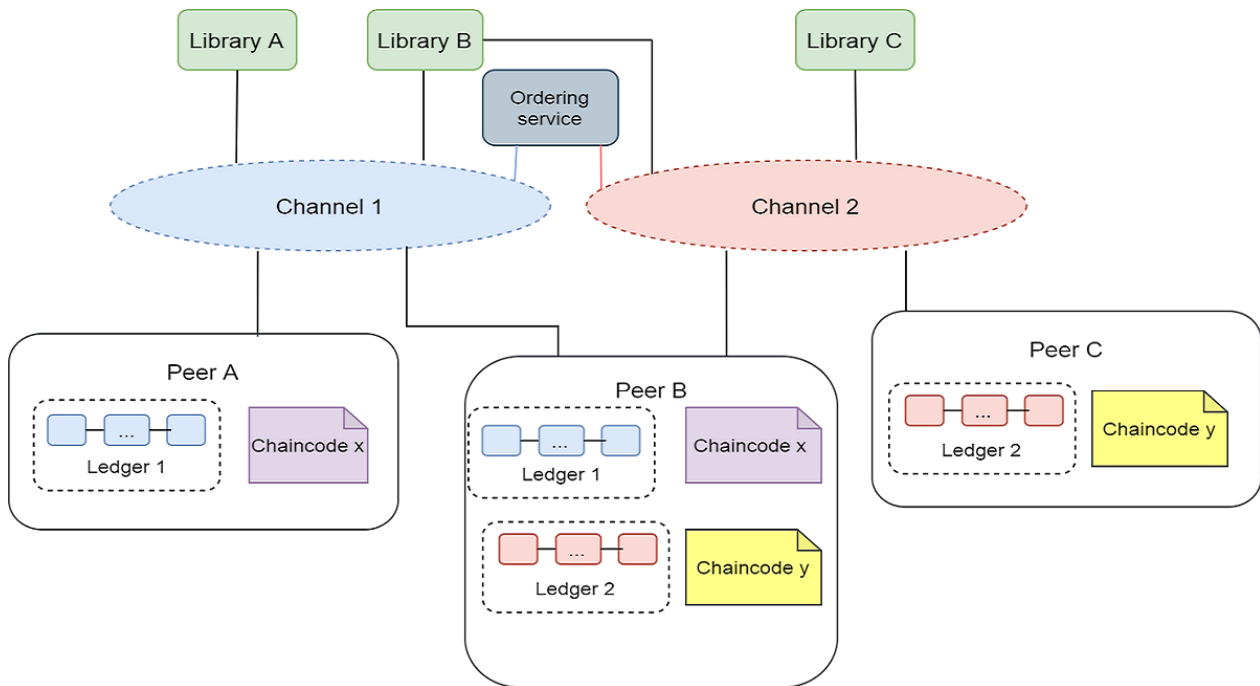 Library A
Library B
Library C
Ordering
service
Channel 1
Channel 2
Peer A
...
Ledger 1
Chaincode x
Peer B
...
Ledger 1
Chaincode x
...
Ledger 2
Chaincode y
Peer C
...
Ledger 2
Chaincode y